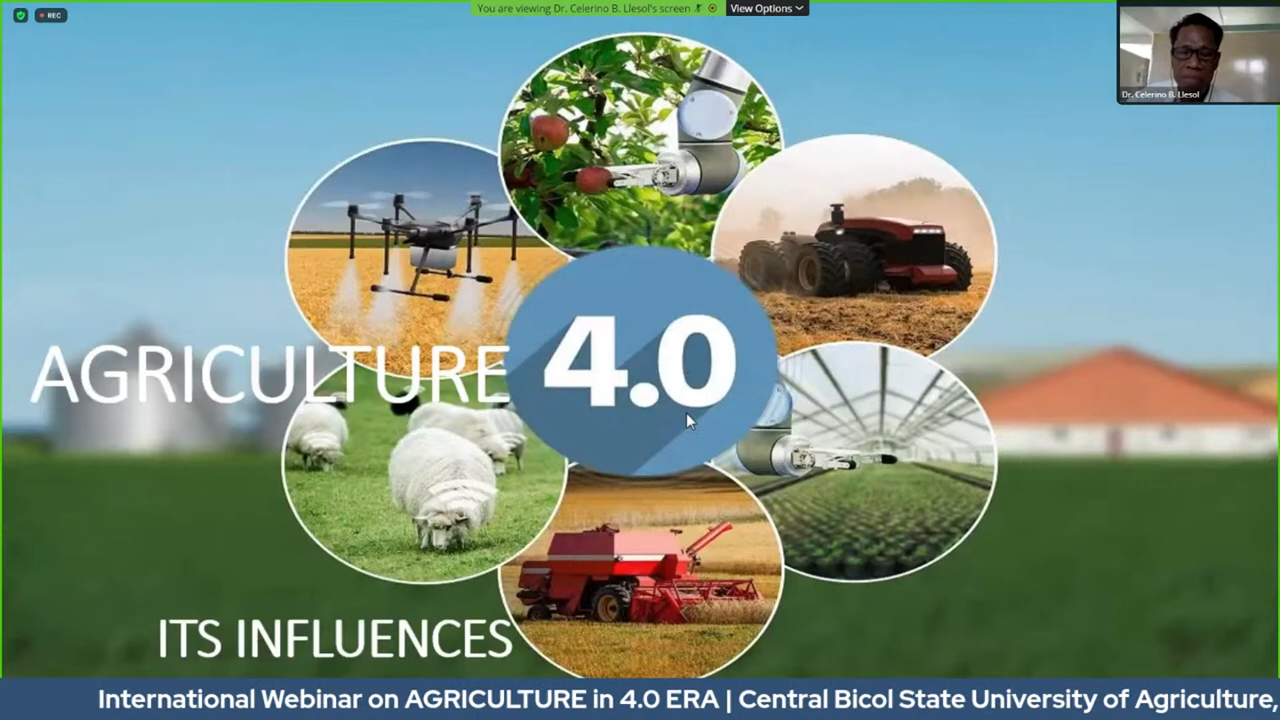 REC
You are viewing Dr. Celerino B. Llesol's screen
View Options
Dr. Celerino B. Llesol
AGRICULTURE 4.0
ITS INFLUENCES
International Webinar on AGRICULTURE in 4.0 ERA | Central Bicol State University of Agriculture,